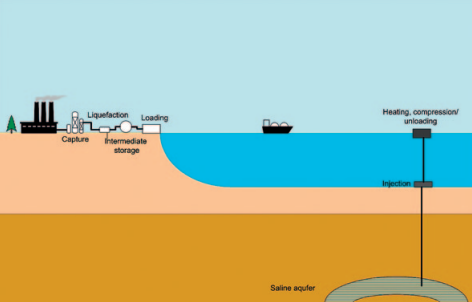 Liquefaction
Loading
Capture
Intermediate
storage
Heating, compression/
unloading
Injection
Saline aqufer